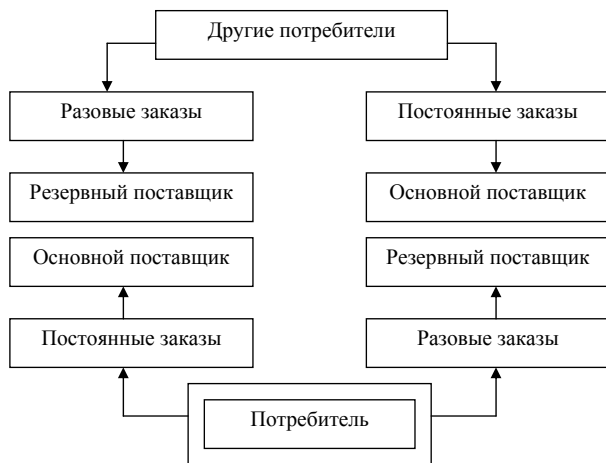 Другие потребители
Разовые заказы
Постоянные заказы
Резервный поставщик
Основной поставщик
Основной поставщик
Резервный поставщик
Постоянные заказы
Разовые заказы
Потребитель